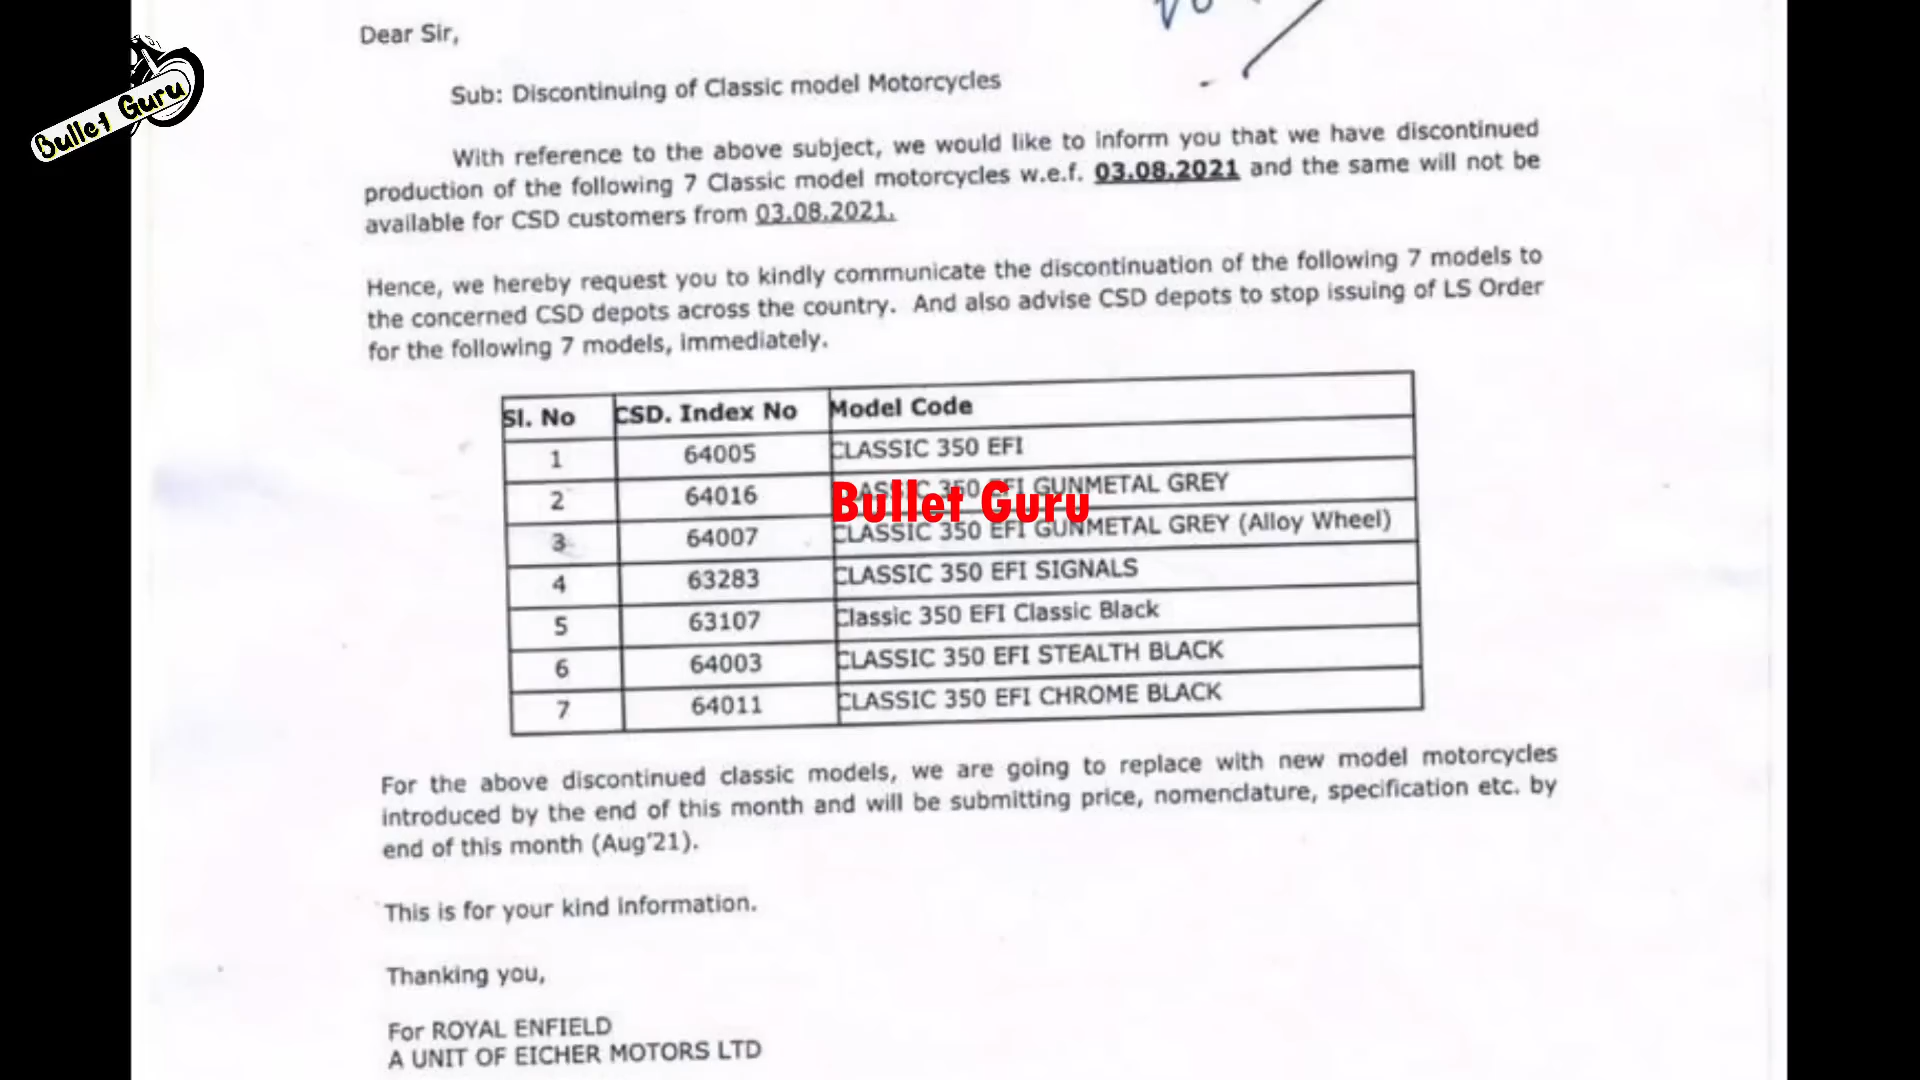 Bullet Guru
Dear Sir,
Sub: Discontinuing of Classic model Motorcycles
With reference to the above subject, we would like to inform you that we have discontinued
production of the following 7 Classic model motorcycles w.e.f. 03.08.2021 and the same will not be
available for CSD customers from 03.08.2021.
Hence, we hereby request you to kindly communicate the discontinuation of the following 7 models to
the concerned CSD depots across the country. And also advise CSD depots to stop issuing of LS Order
for the following 7 models, immediately.
Sl. No CSD. Index No Model Code
1 64005 CLASSIC 350 EFI
2 64016 CLASSIC 350 EFI GUNMETAL GREY
Bullet Guru
3 64007 CLASSIC 350 EFI GUNMETAL GREY (Alloy Wheel)
4 63283 CLASSIC 350 EFI SIGNALS
5 63107 Classic 350 EFI Classic Black
6 64003 CLASSIC 350 EFI STEALTH BLACK
7 64011 CLASSIC 350 EFI CHROME BLACK
For the above discontinued classic models, we are going to replace with new model motorcycles
introduced by the end of this month and will be submitting price, nomenclature, specification etc. by
end of this month (Aug'21).
This is for your kind information.
Thanking you,
For ROYAL ENFIELD
A UNIT OF EICHER MOTORS LTD